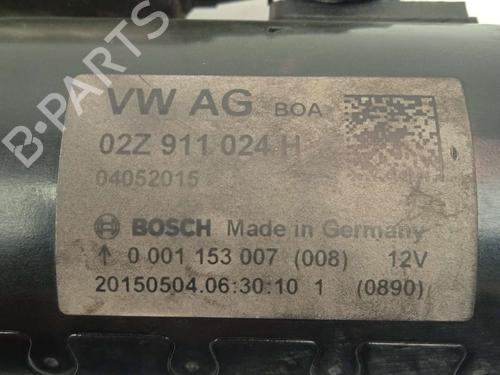 VW AG BOA
02Z 911 024 H
04052015
BOSCH Made in Germany
↑ 0 001 153 007 (008) 12V
20150504.06:30:10 1 (0890)
B-PARTS